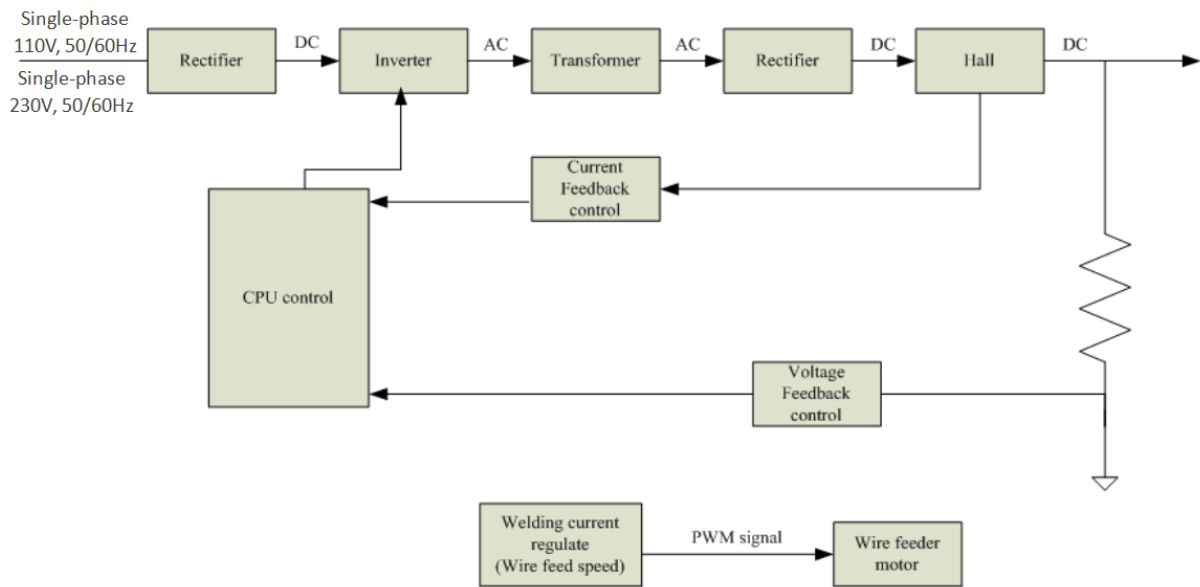 Single-phase
110V, 50/60Hz
Single-phase
230V, 50/60Hz
Rectifier
DC
Inverter
AC
Transformer
AC
Rectifier
DC
Hall
DC
Current
Feedback
control
CPU control
Voltage
Feedback
control
Welding current
regulate
(Wire feed speed)
PWM signal
Wire feeder
motor